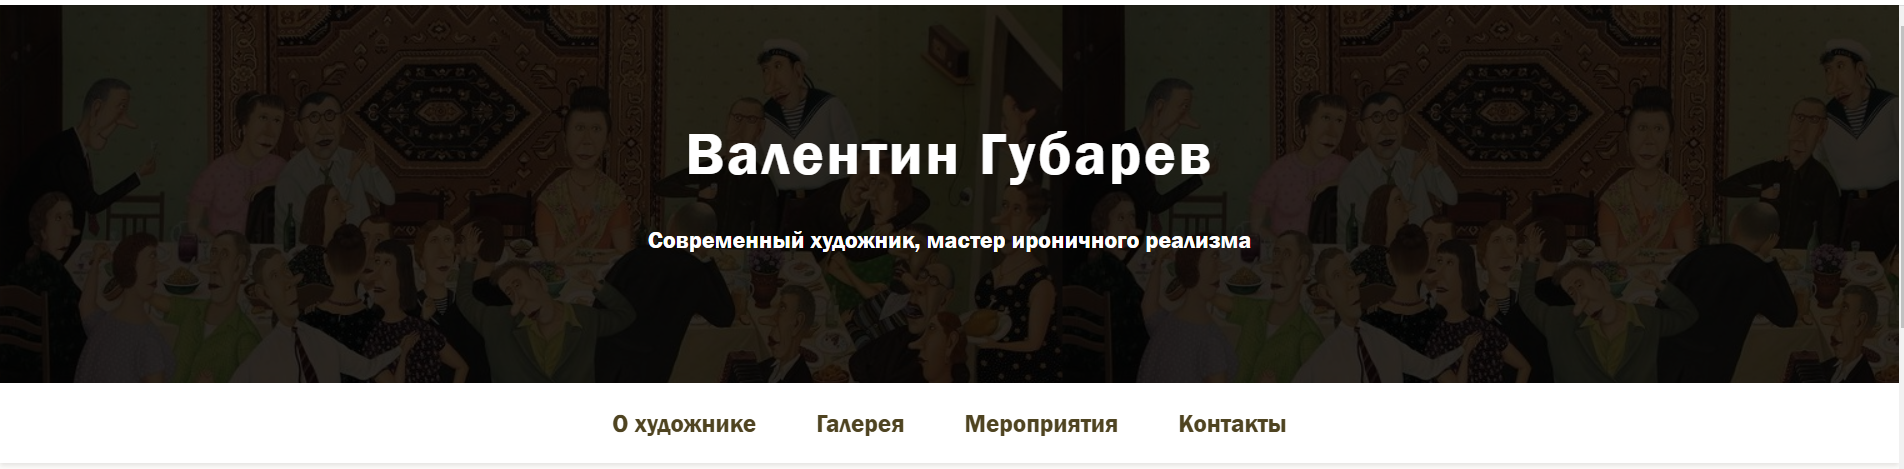 Валентин Губарев
Современный художник, мастер ироничного реализма
О художнике Галерея Мероприятия Контакты